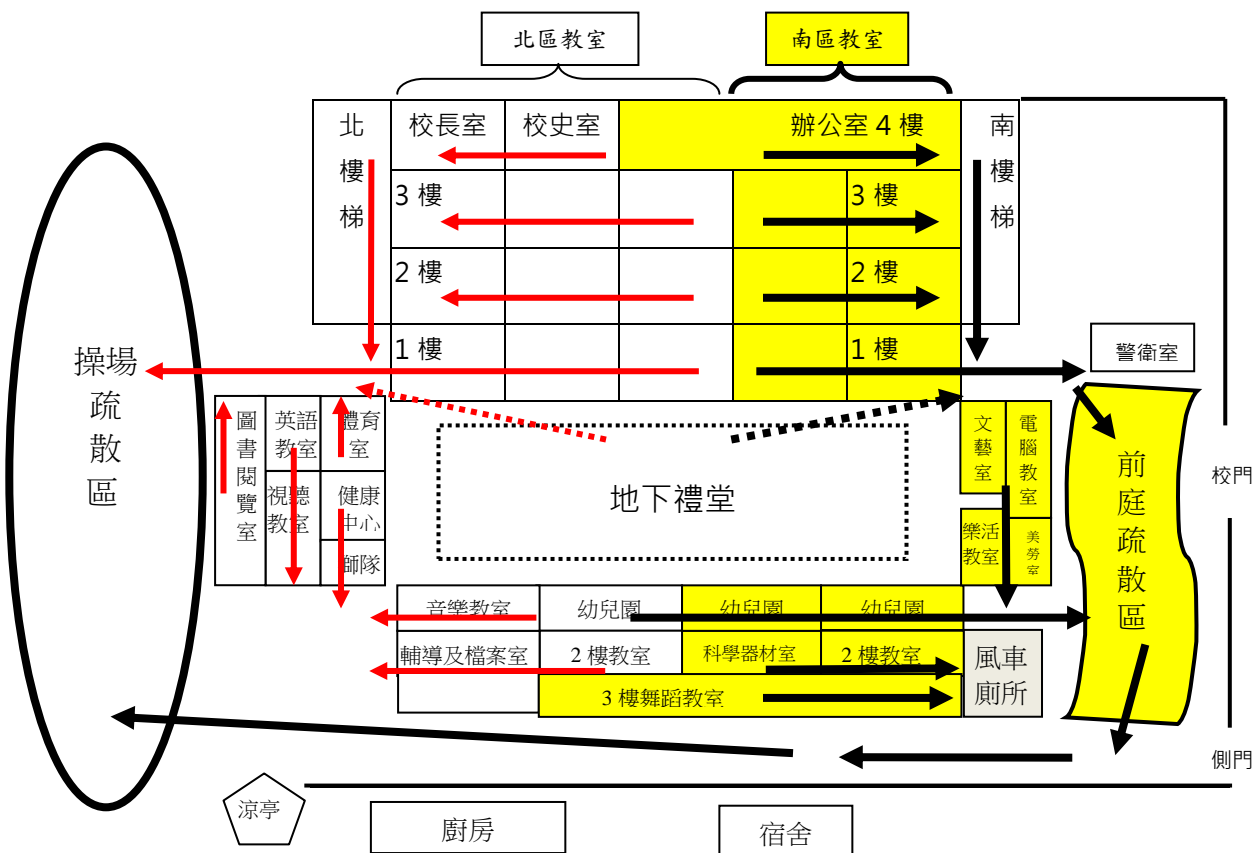 北區教室
南區教室
北樓梯
校長室
校史室
辦公室 4 樓
南樓梯
3 樓
3 樓
2 樓
2 樓
1 樓
1 樓
操場疏散區
警衛室
圖書閱覽室
英語教室
體育室
視聽教室
健康中心
師隊
地下禮堂
文藝室
電腦教室
樂活教室
美勞室
前庭疏散區
校門
音樂教室
幼兒園
幼兒園
幼兒園
輔導及檔案室
2 樓教室
科學器材室
2 樓教室
風車廁所
3 樓舞蹈教室
側門
涼亭
廚房
宿舍